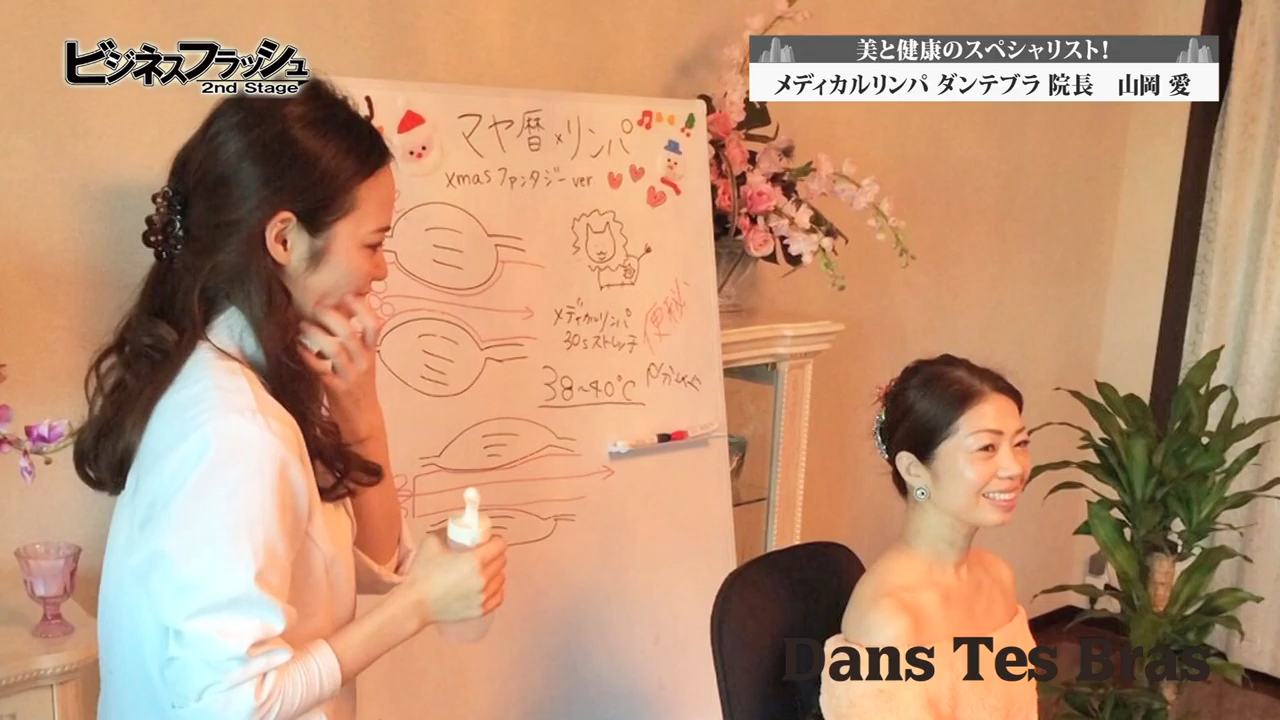 ビジネスフラッシュ
2nd Stage
美と健康のスペシャリスト!
メディカルリンパ ダンテブラ 院長　山岡 愛
マヤ暦×リンパ
xmasファンタジーver
メディカルリンパ
30sストレッチ
便秘
38~40℃
Dans Tes Bras